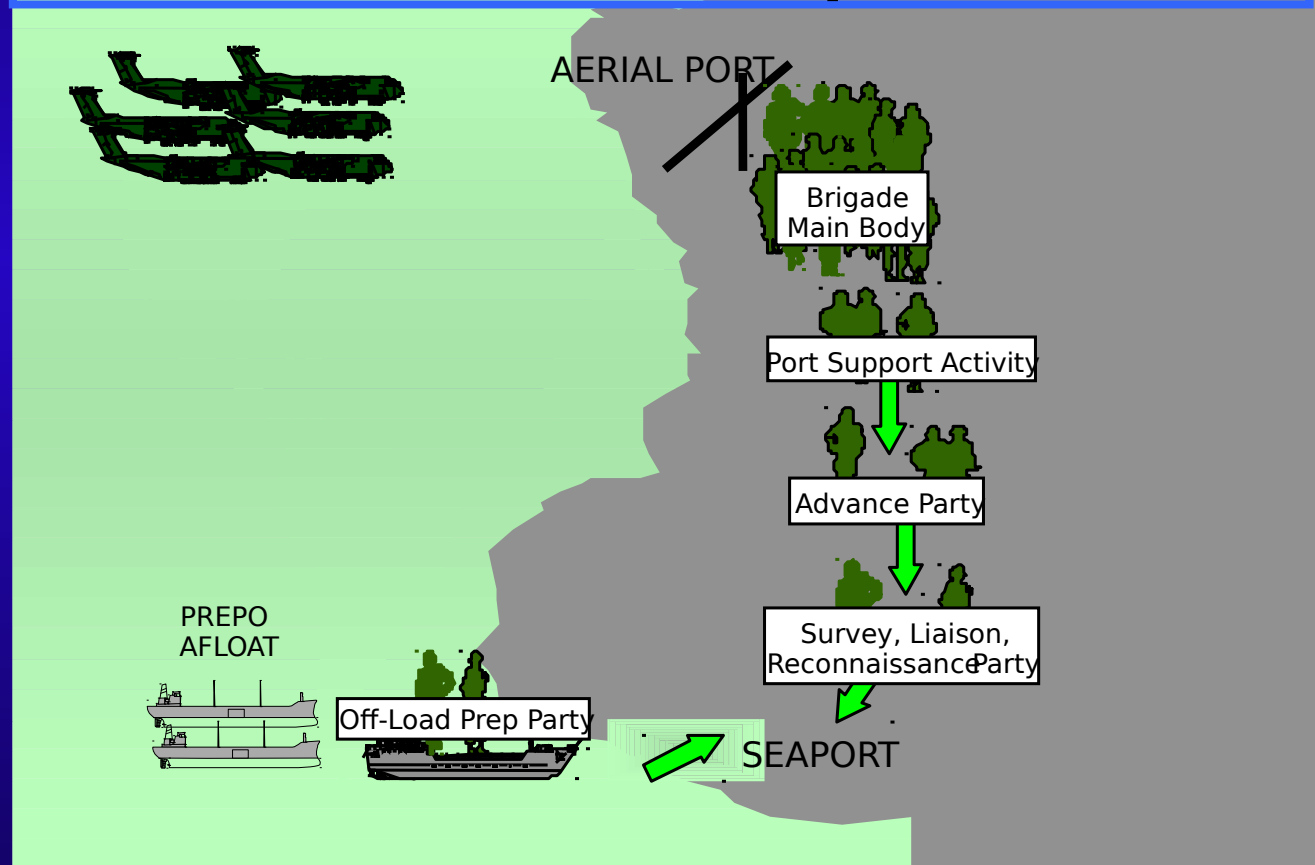 AERIAL PORT
Brigade
Main Body
Port Support Activity
Advance Party
Survey, Liaison,
Reconnaissance Party
PREPO
AFLOAT
Off-Load Prep Party
SEAPORT